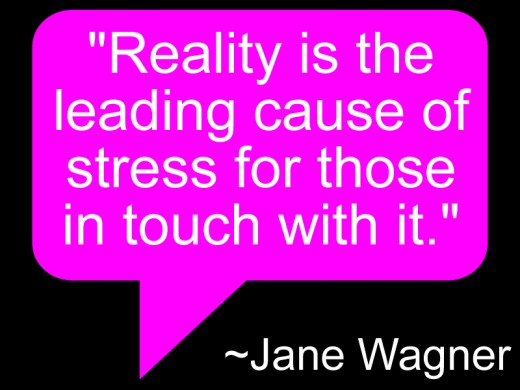 "Reality is the
leading cause of
stress for those
in touch with it."
~Jane Wagner